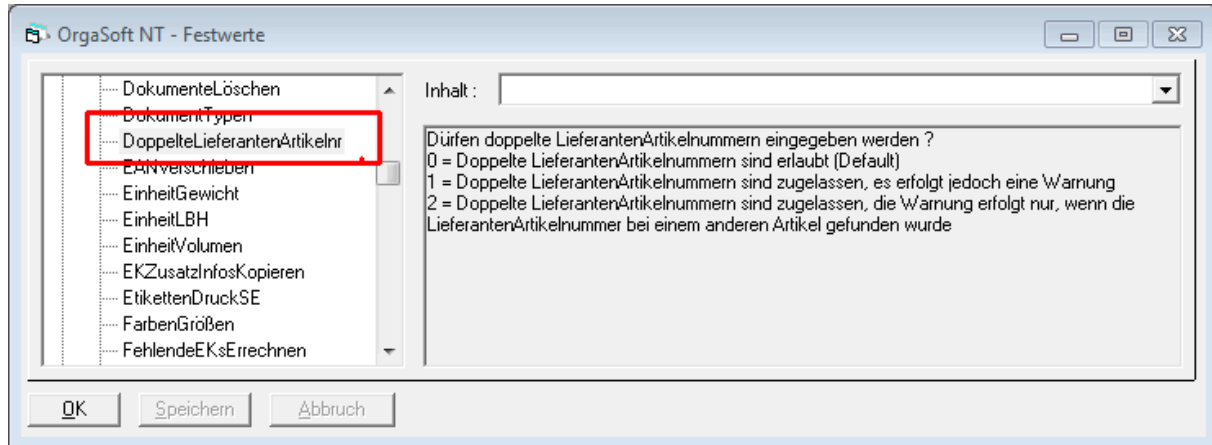 OrgaSoft NT - Festwerte
DokumenteLöschen
DokumentTypen
DoppelteLieferantenArtikelnr
EANverschieben
EinheitGewicht
EinheitLBH
EinheitVolumen
EKZusatzInfosKopieren
EtikettenDruckSE
FarbenGrößen
FehlendeEKsErrechnen
Inhalt :
Dürfen doppelte LieferantenArtikelnummern eingegeben werden ?
0 = Doppelte LieferantenArtikelnummern sind erlaubt (Default)
1 = Doppelte LieferantenArtikelnummern sind zugelassen, es erfolgt jedoch eine Warnung
2 = Doppelte LieferantenArtikelnummern sind zugelassen, die Warnung erfolgt nur, wenn die
LieferantenArtikelnummer bei einem anderen Artikel gefunden wurde
OK
Speichern
Abbruch